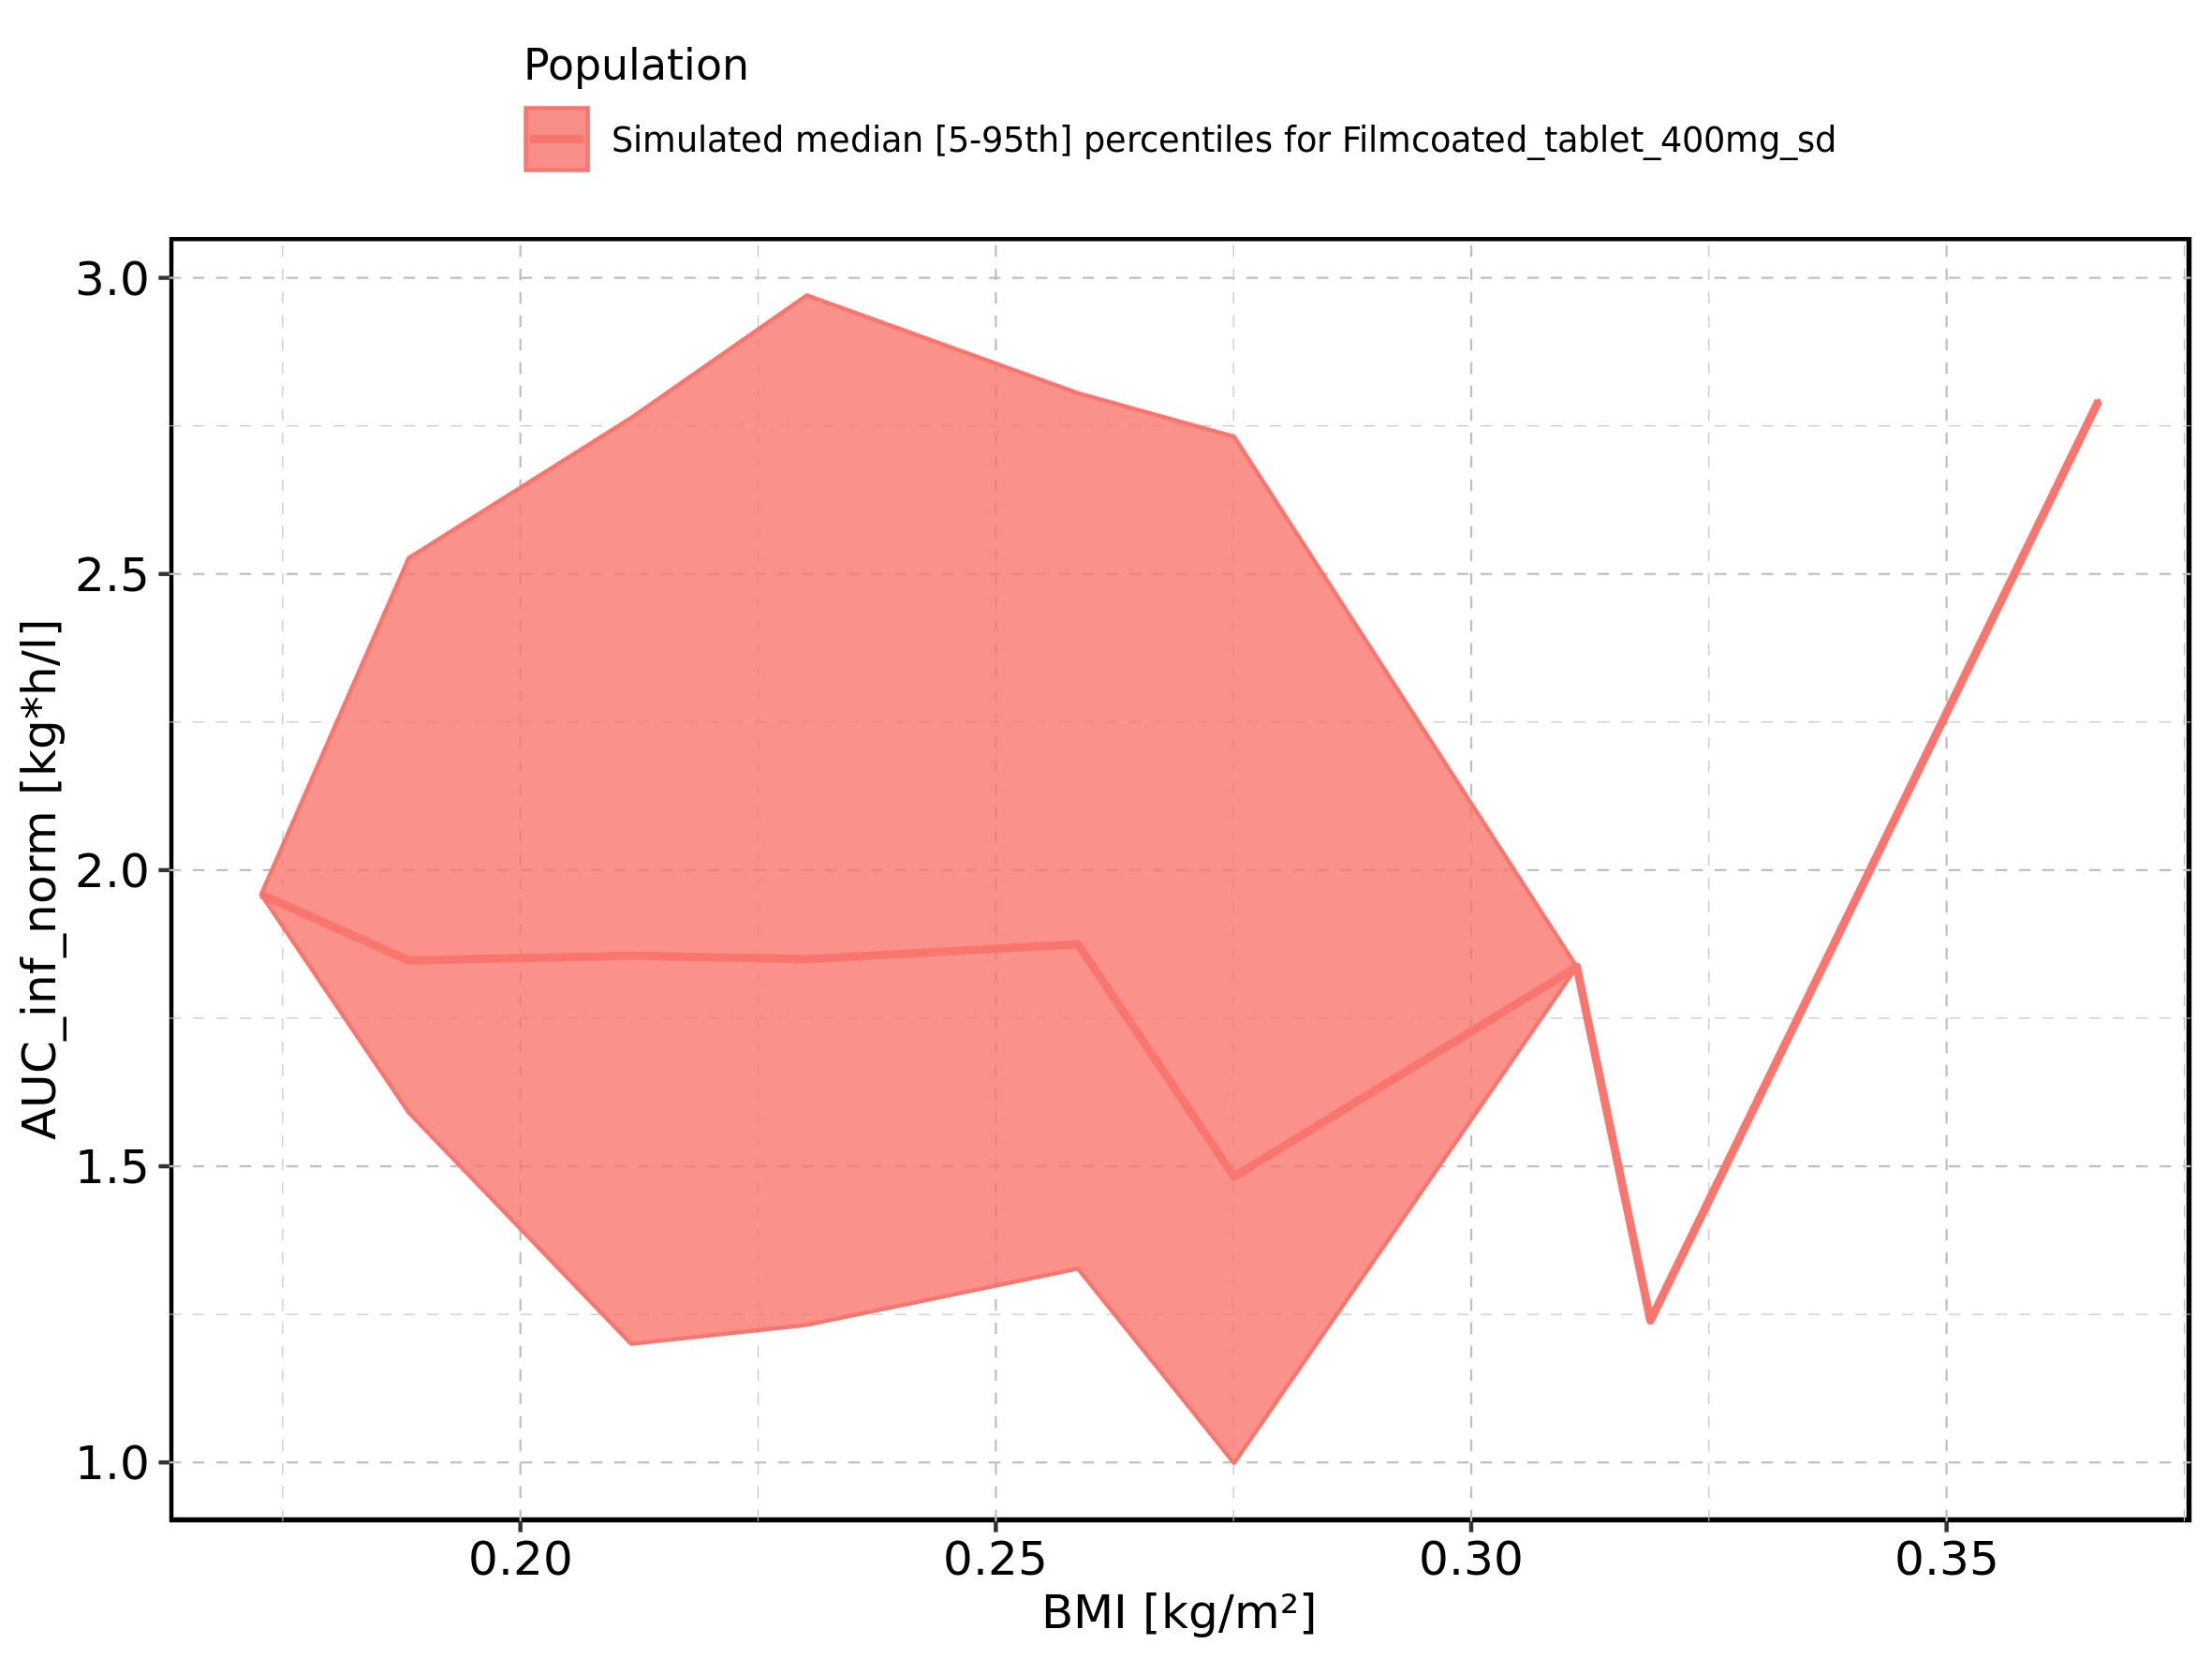 Population
Simulated median [5-95th] percentiles for Filmcoated_tablet_400mg_sd
AUC_inf_norm [kg*h/l]
3.0
2.5
2.0
1.5
1.0
0.20 0.25 0.30 0.35
BMI [kg/m²]